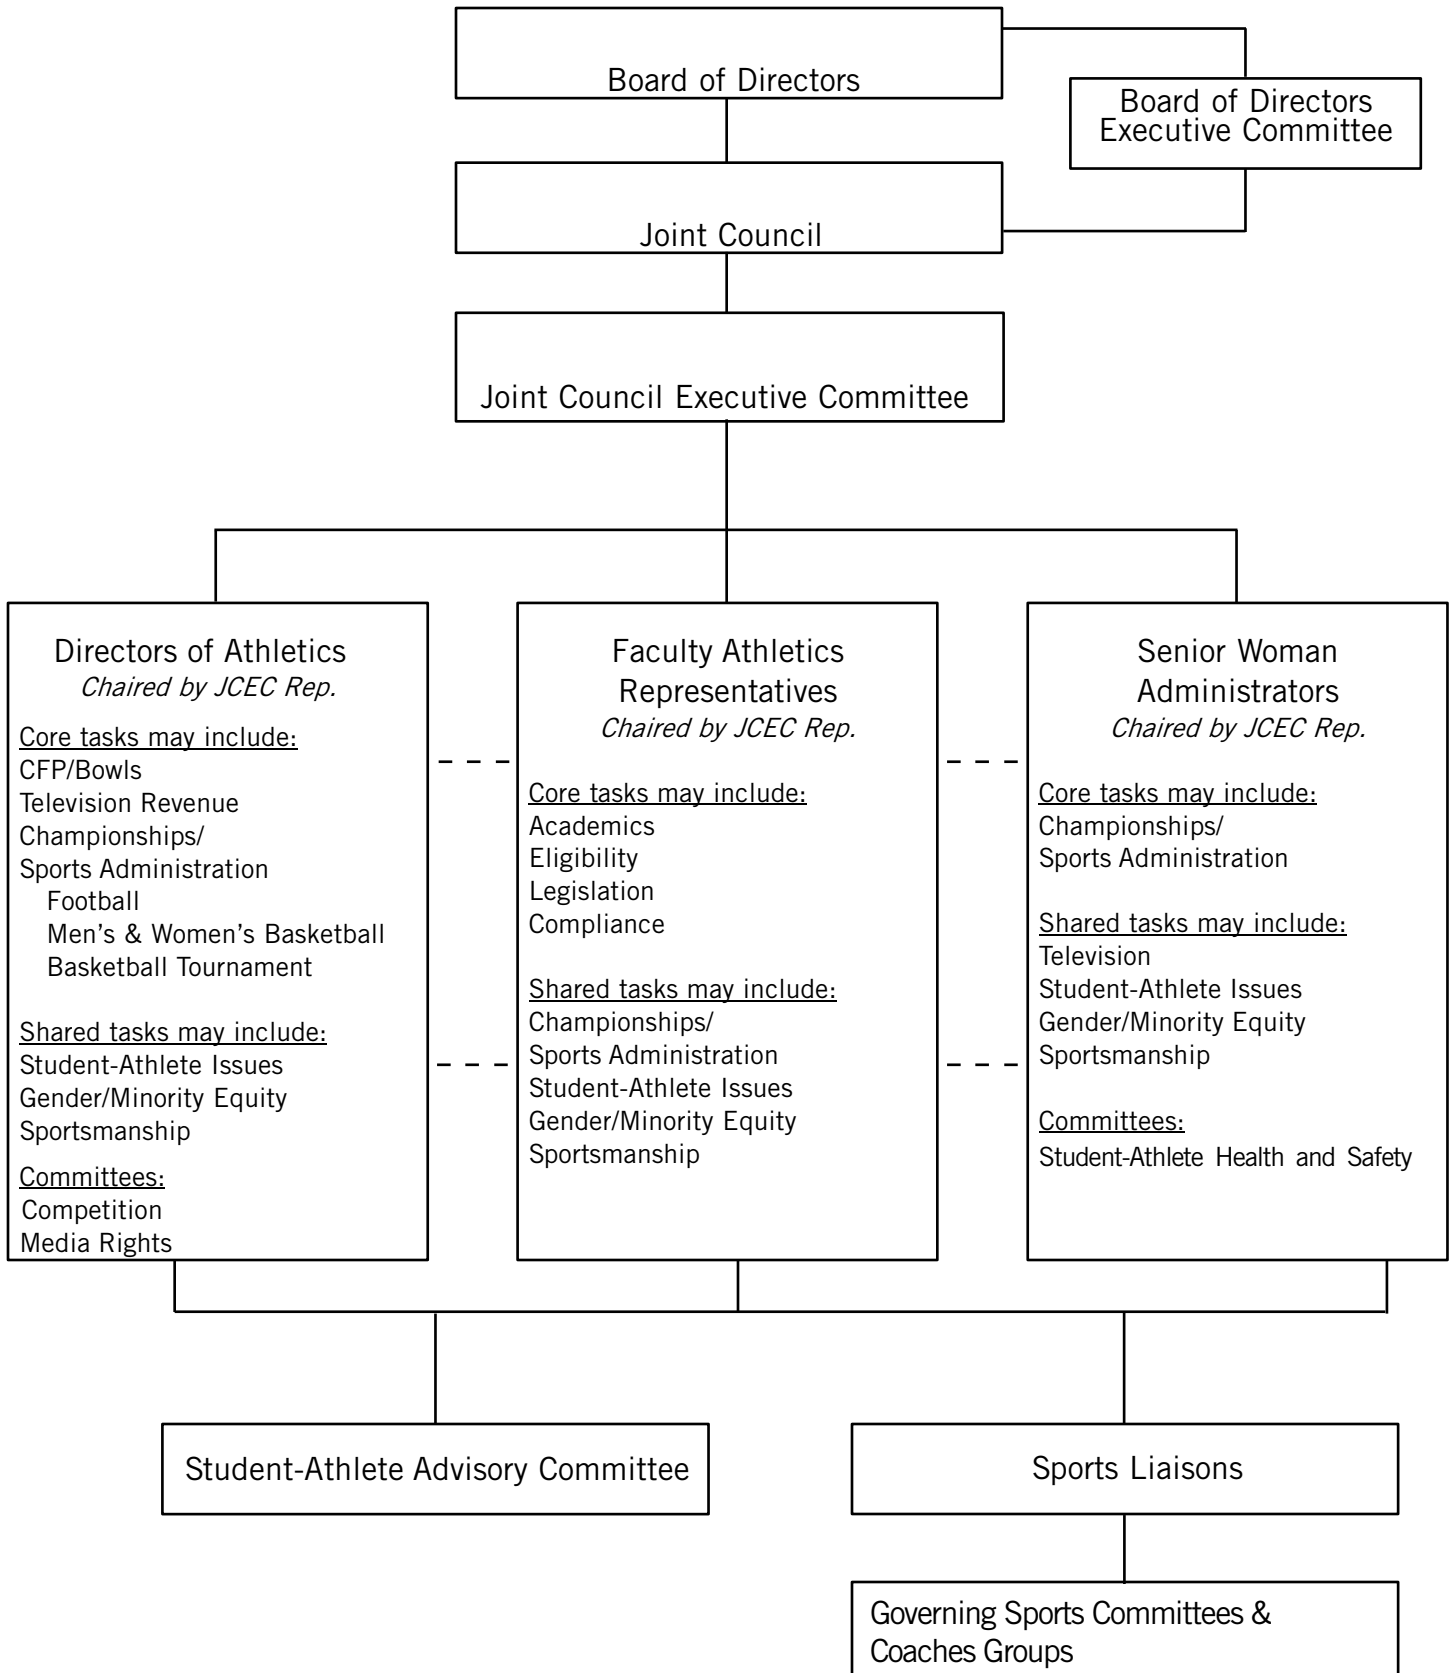 Board of Directors
Board of Directors
Executive Committee
Joint Council
Joint Council Executive Committee
Directors of Athletics
Chaired by JCEC Rep.
Core tasks may include:
CFP/Bowls
Television Revenue
Championships/
Sports Administration
Football
Men's & Women's Basketball
Basketball Tournament
Shared tasks may include:
Student-Athlete Issues
Gender/Minority Equity
Sportsmanship
Committees:
Competition
Media Rights
Faculty Athletics
Representatives
Chaired by JCEC Rep.
Core tasks may include:
Academics
Eligibility
Legislation
Compliance
Shared tasks may include:
Championships/
Sports Administration
Student-Athlete Issues
Gender/Minority Equity
Sportsmanship
Senior Woman
Administrators
Chaired by JCEC Rep.
Core tasks may include:
Championships/
Sports Administration
Shared tasks may include:
Television
Student-Athlete Issues
Gender/Minority Equity
Sportsmanship
Committees:
Student-Athlete Health and Safety
Student-Athlete Advisory Committee
Sports Liaisons
Governing Sports Committees &
Coaches Groups